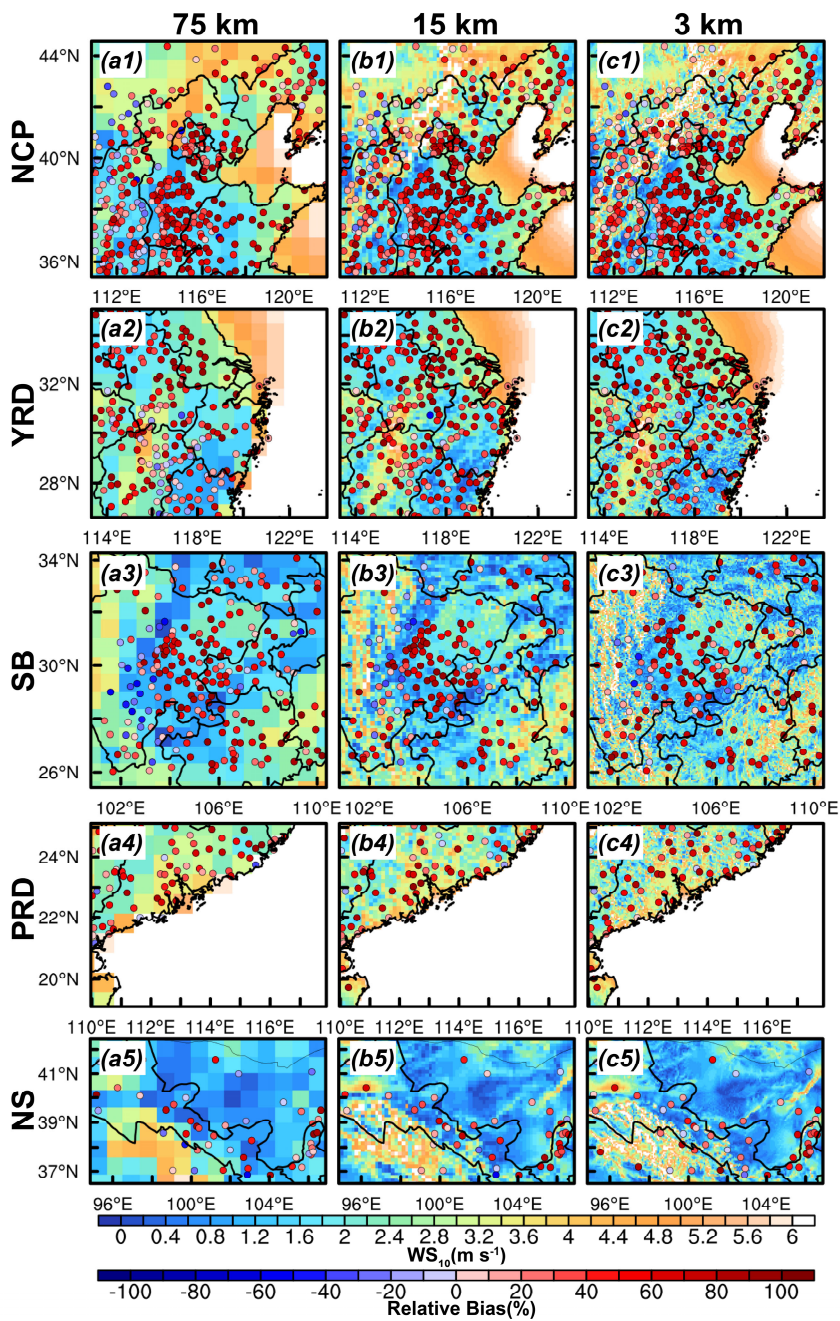 75 km 15 km 3 km
NCP
44°N
42°N
40°N
38°N
36°N
(a1) (b1) (c1)
112°E 116°E 120°E 112°E 116°E 120°E 112°E 116°E 120°E
YRD
32°N
30°N
28°N
(a2) (b2) (c2)
114°E 118°E 122°E 114°E 118°E 122°E 114°E 118°E 122°E
SB
34°N
30°N
26°N
(a3) (b3) (c3)
102°E 106°E 110°E 102°E 106°E 110°E 102°E 106°E 110°E
PRD
24°N
22°N
20°N
(a4) (b4) (c4)
110°E 112°E 114°E 116°E 110°E 112°E 114°E 116°E 110°E 112°E 114°E 116°E
NS
41°N
39°N
37°N
(a5) (b5) (c5)
96°E 100°E 104°E 96°E 100°E 104°E 96°E 100°E 104°E
0 0.4 0.8 1.2 1.6 2 2.4 2.8 3.2 3.6 4 4.4 4.8 5.2 5.6 6
WS₁₀(m s⁻¹)
-100 -80 -60 -40 -20 0 20 40 60 80 100
Relative Bias(%)